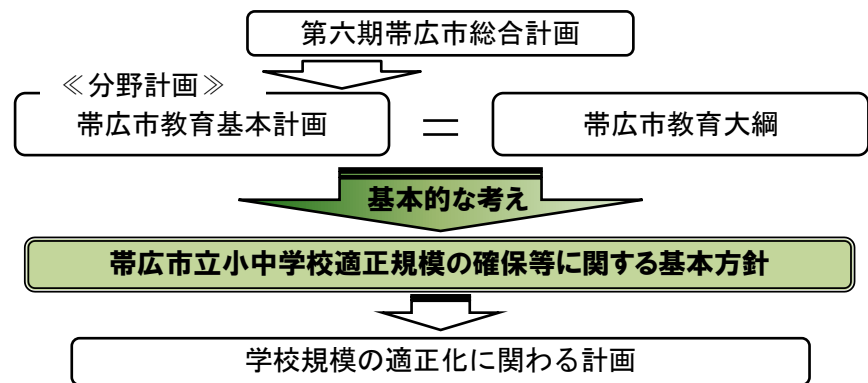 第六期帯広市総合計画
≪分野計画≫
帯広市教育基本計画 = 帯広市教育大綱
基本的な考え
帯広市立小中学校適正規模の確保等に関する基本方針
学校規模の適正化に関わる計画